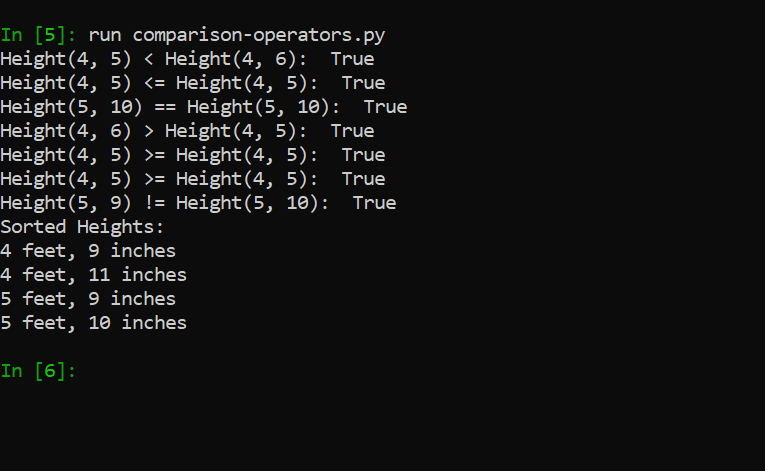 In [5]: run comparison-operators.py
Height(4, 5) < Height(4, 6):  True
Height(4, 5) <= Height(4, 5):  True
Height(5, 10) == Height(5, 10):  True
Height(4, 6) > Height(4, 5):  True
Height(4, 5) >= Height(4, 5):  True
Height(4, 5) >= Height(4, 5):  True
Height(5, 9) != Height(5, 10):  True
Sorted Heights:
4 feet, 9 inches
4 feet, 11 inches
5 feet, 9 inches
5 feet, 10 inches
In [6]: